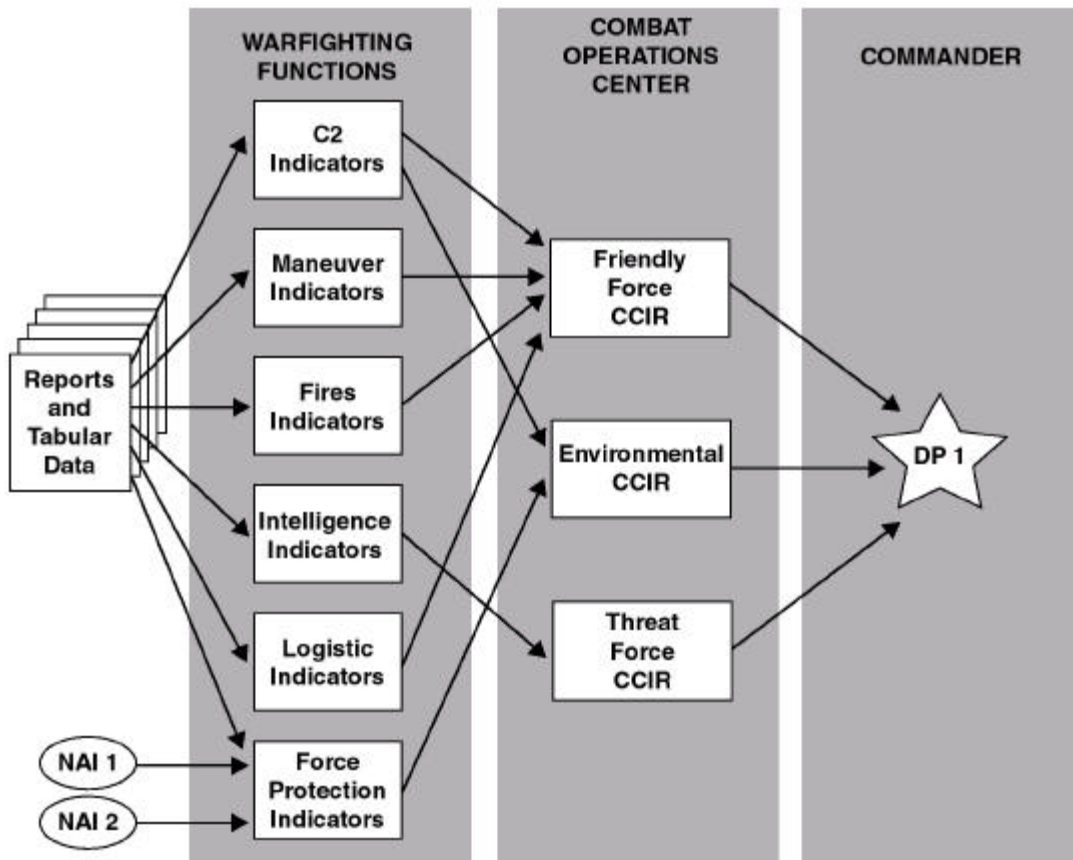 WARFIGHTING
FUNCTIONS
COMBAT
OPERATIONS
CENTER
COMMANDER
C2
Indicators
Maneuver
Indicators
Fires
Indicators
Intelligence
Indicators
Logistic
Indicators
Force
Protection
Indicators
Reports
and
Tabular
Data
NAI 1
NAI 2
Friendly
Force
CCIR
Environmental
CCIR
Threat
Force
CCIR
DP 1